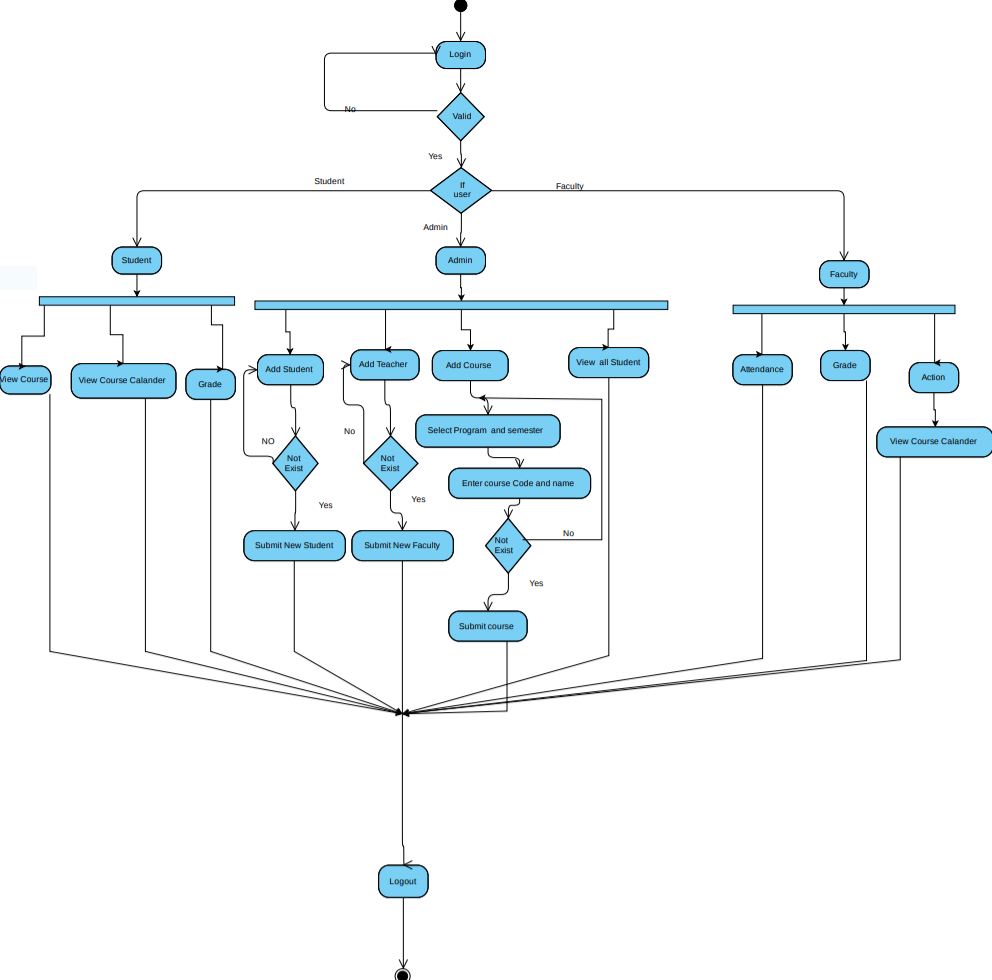 Login
No
Valid
Yes
Student
If
user
Faculty
Admin
Student
Admin
Faculty
View Course
View Course Calander
Grade
Add Student
Add Teacher
Add Course
View all Student
Attendance
Grade
Action
NO
No
Select Program and semester
View Course Calander
Not
Exist
Not
Exist
Enter course Code and name
Yes
Yes
No
Submit New Student
Submit New Faculty
Not
Exist
Yes
Submit course
Logout